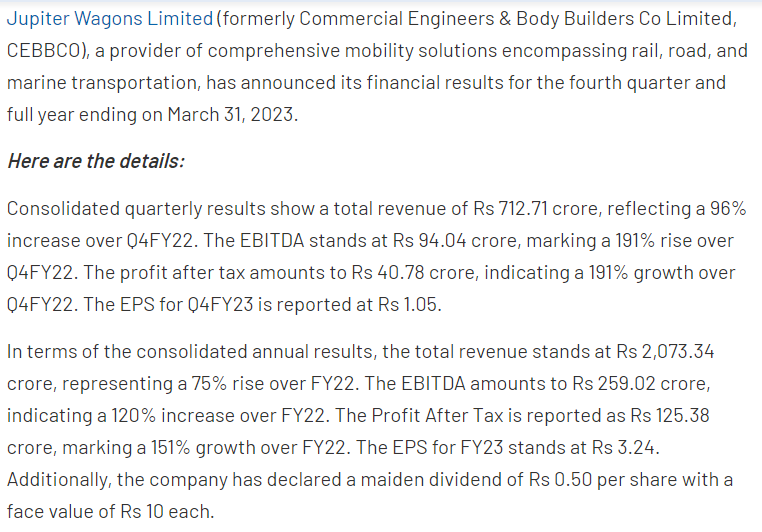 Jupiter Wagons Limited (formerly Commercial Engineers & Body Builders Co Limited,
CEBBCO), a provider of comprehensive mobility solutions encompassing rail, road, and
marine transportation, has announced its financial results for the fourth quarter and
full year ending on March 31, 2023.
Here are the details:
Consolidated quarterly results show a total revenue of Rs 712.71 crore, reflecting a 96%
increase over Q4FY22. The EBITDA stands at Rs 94.04 crore, marking a 191% rise over
Q4FY22. The profit after tax amounts to Rs 40.78 crore, indicating a 191% growth over
Q4FY22. The EPS for Q4FY23 is reported at Rs 1.05.
In terms of the consolidated annual results, the total revenue stands at Rs 2,073.34
crore, representing a 75% rise over FY22. The EBITDA amounts to Rs 259.02 crore,
indicating a 120% increase over FY22. The Profit After Tax is reported as Rs 125.38
crore, marking a 151% growth over FY22. The EPS for FY23 stands at Rs 3.24.
Additionally, the company has declared a maiden dividend of Rs 0.50 per share with a
face value of Rs 10 each.